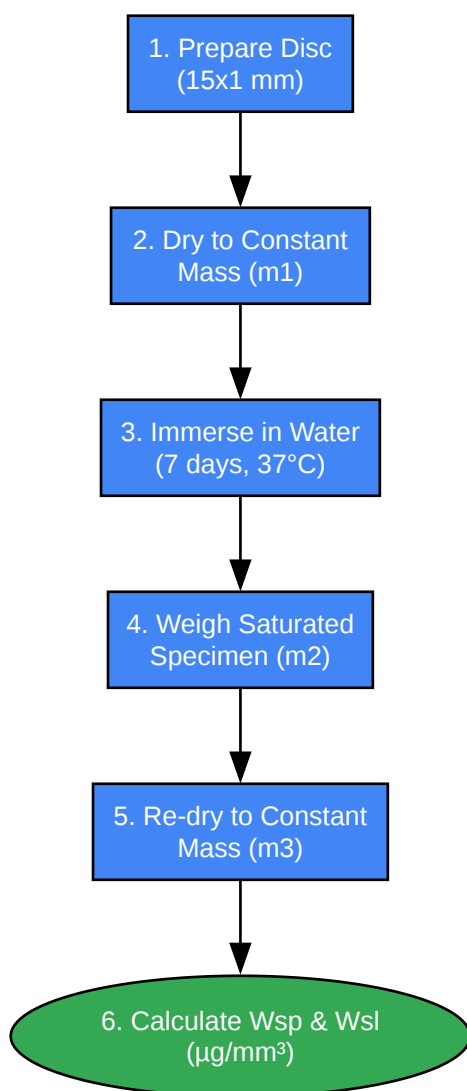 1. Prepare Disc
(15x1 mm)
2. Dry to Constant
Mass (m1)
3. Immerse in Water
(7 days, 37°C)
4. Weigh Saturated
Specimen (m2)
5. Re-dry to Constant
Mass (m3)
6. Calculate Wsp & Wsl
(µg/mm³)